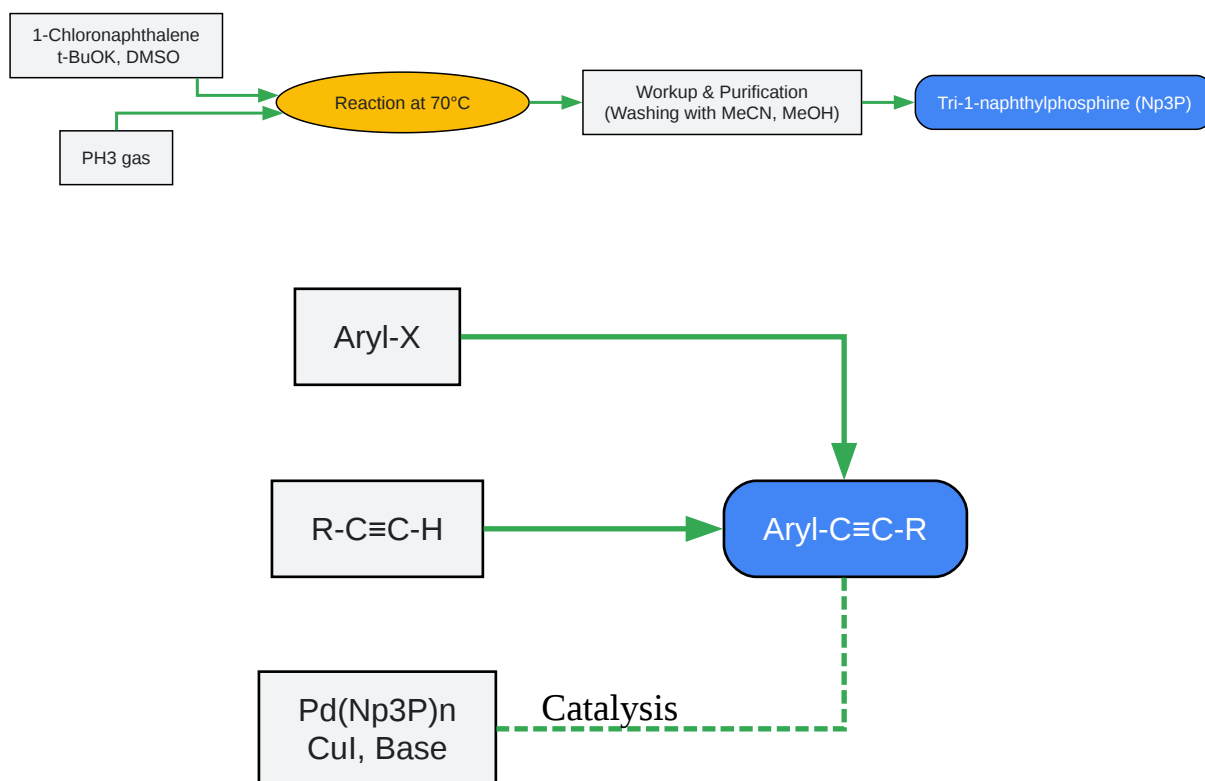 1-Chloronaphthalene
t-BuOK, DMSO
PH3 gas
Reaction at 70°C
Workup & Purification
(Washing with MeCN, MeOH)
Tri-1-naphthylphosphine (Np3P)
Aryl-X
R-C≡C-H
Aryl-C≡C-R
Pd(Np3P)n
CuI, Base
Catalysis